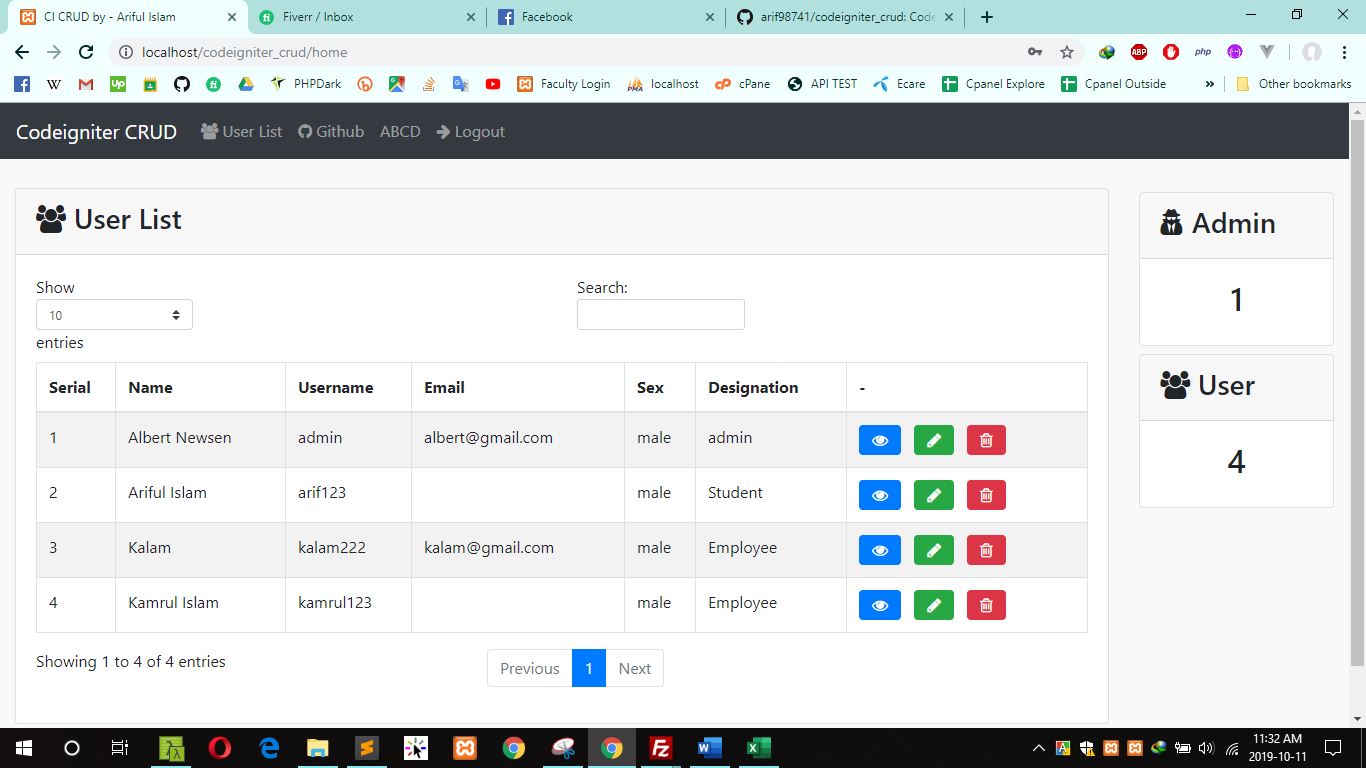 CI CRUD by - Ariful Islam
Fiverr / Inbox
Facebook
arif98741/codeigniter_crud: Code
localhost/codeigniter_crud/home
ABP
php
W
up
PHPDark
Faculty Login
PMA
localhost
cP
cPane
API TEST
Ecare
Cpanel Explore
Cpanel Outside
»
Other bookmarks
Codeigniter CRUD
User List
Github
ABCD
Logout
User List
Show
10
entries
Search:
Serial Name Username Email Sex Designation -
1 Albert Newsen admin albert@gmail.com male admin
2 Ariful Islam arif123 male Student
3 Kalam kalam222 kalam@gmail.com male Employee
4 Kamrul Islam kamrul123 male Employee
Showing 1 to 4 of 4 entries
Previous 1 Next
Admin
1
User
4
11:32 AM
2019-10-11